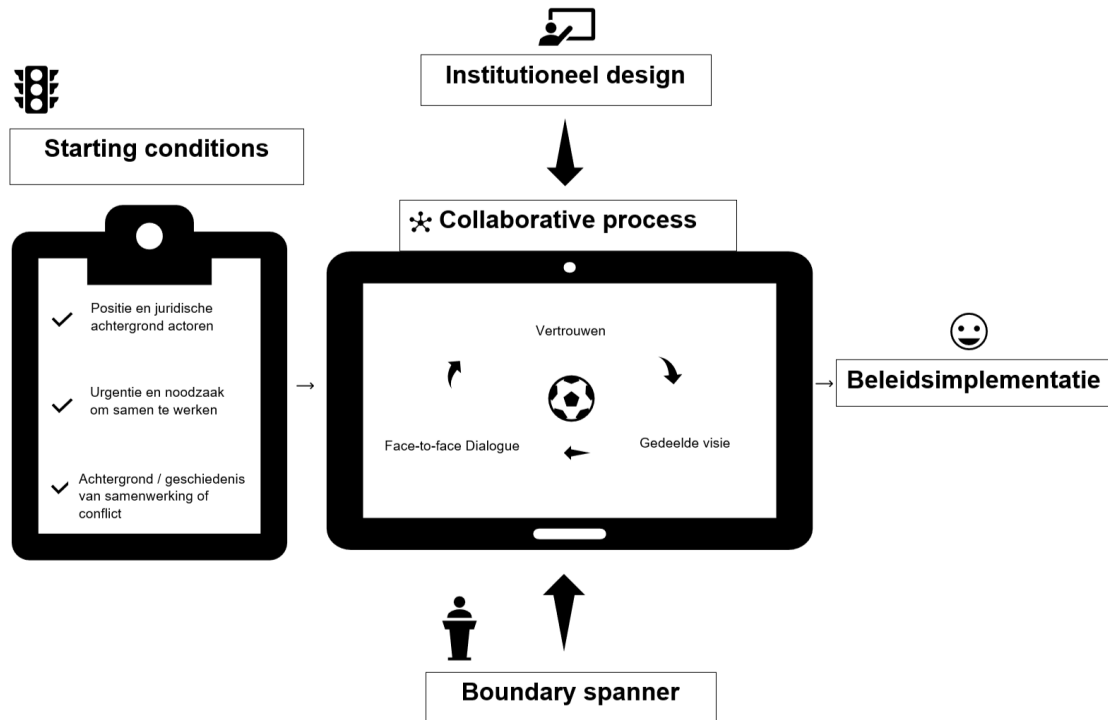 Institutioneel design
Starting conditions
Positie en juridische
achtergrond actoren
Urgentie en noodzaak
om samen te werken
Achtergrond / geschiedenis
van samenwerking of
conflict
Collaborative process
Vertrouwen
Gedeelde visie
Face-to-face Dialogue
Beleidsimplementatie
Boundary spanner